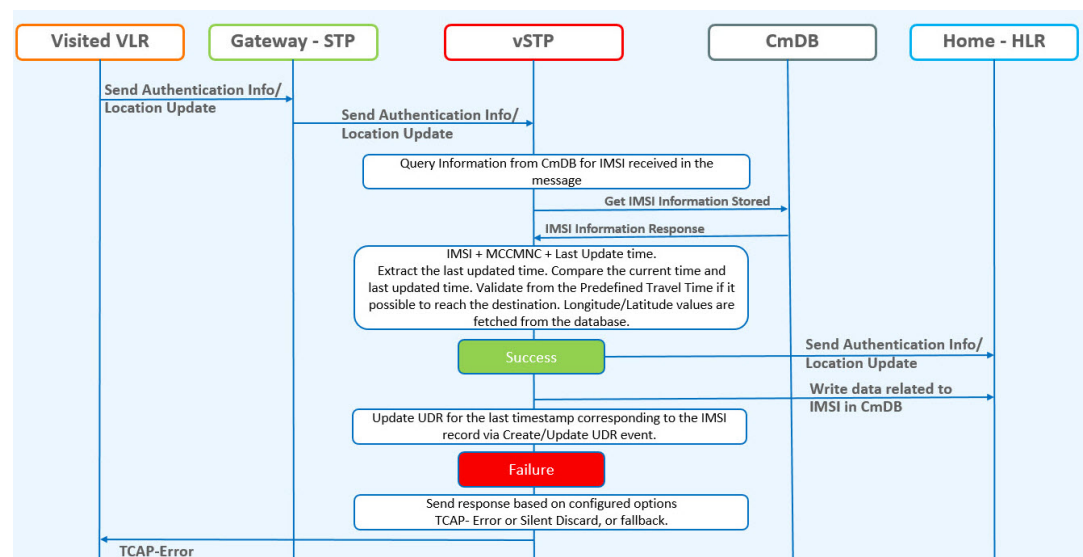 Visited VLR
Gateway - STP
vSTP
CmDB
Home - HLR
Send Authentication Info/
Location Update
Send Authentication Info/
Location Update
Query Information from CmDB for IMSI received in the
message
Get IMSI Information Stored
IMSI Information Response
IMSI + MCCMNC + Last Update time.
Extract the last updated time. Compare the current time and
last updated time. Validate from the Predefined Travel Time if it
possible to reach the destination. Longitude/Latitude values are
fetched from the database.
Success
Send Authentication Info/
Location Update
Write data related to
IMSI in CmDB
Update UDR for the last timestamp corresponding to the IMSI
record via Create/Update UDR event.
Failure
Send response based on configured options
TCAP- Error or Silent Discard, or fallback.
TCAP-Error